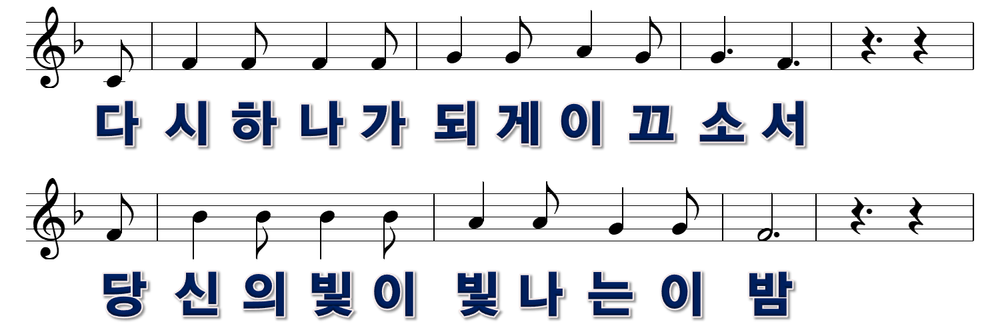 다 시 하 나 가 되 게 이 끄 소 서
당 신 의 빛 이 빛 나 는 이 밤